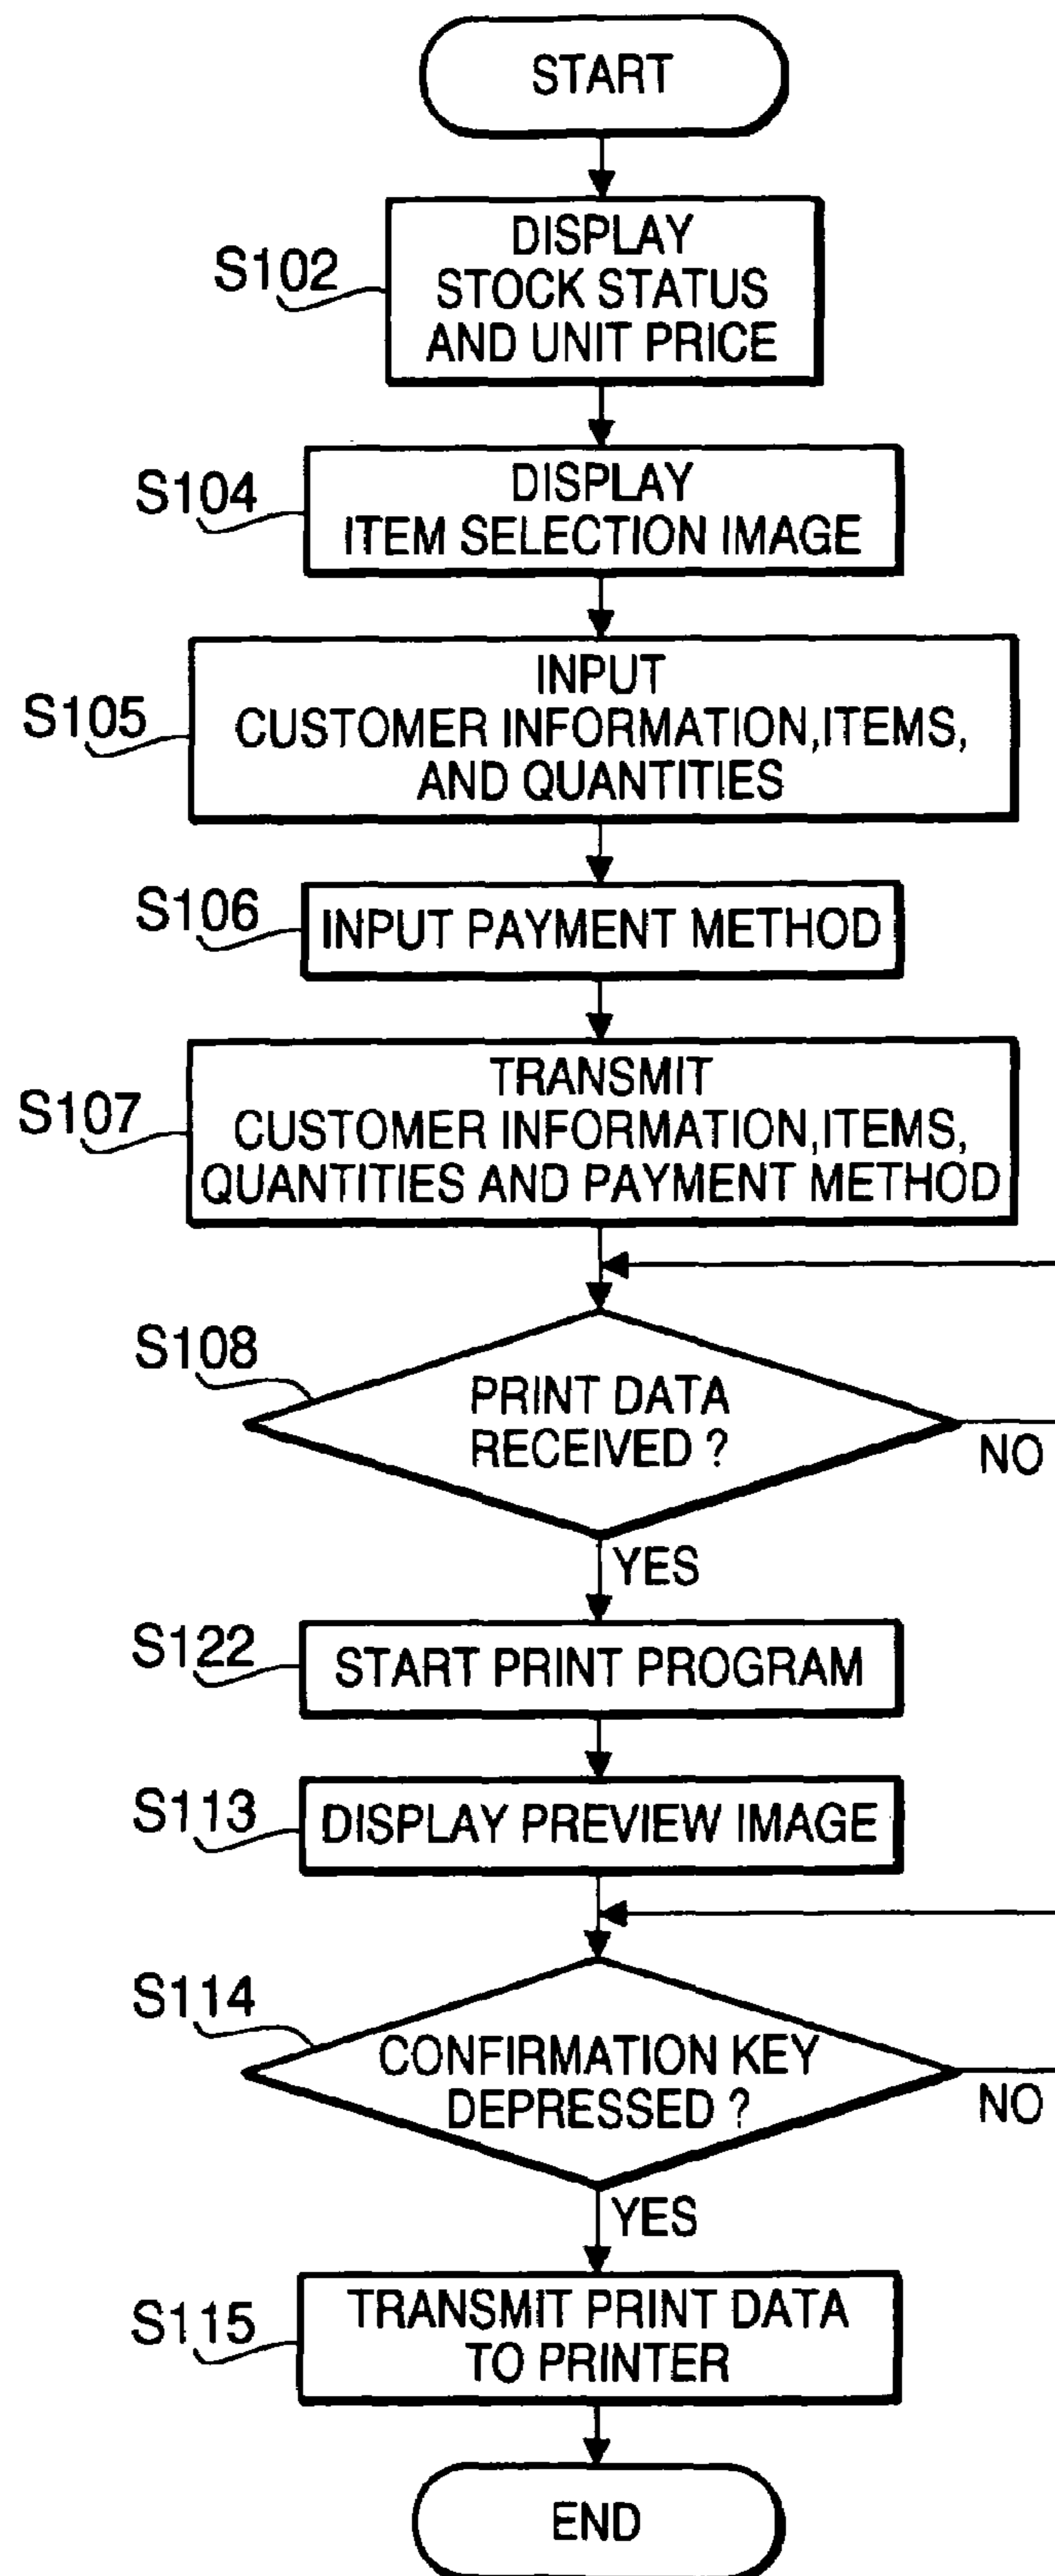 START
S102
DISPLAY
STOCK STATUS
AND UNIT PRICE
S104
DISPLAY
ITEM SELECTION IMAGE
S105
INPUT
CUSTOMER INFORMATION,ITEMS,
AND QUANTITIES
S106
INPUT PAYMENT METHOD
S107
TRANSMIT
CUSTOMER INFORMATION,ITEMS,
QUANTITIES AND PAYMENT METHOD
S108
PRINT DATA
RECEIVED ?
NO
YES
S122
START PRINT PROGRAM
S113
DISPLAY PREVIEW IMAGE
S114
CONFIRMATION KEY
DEPRESSED ?
NO
YES
S115
TRANSMIT PRINT DATA
TO PRINTER
END